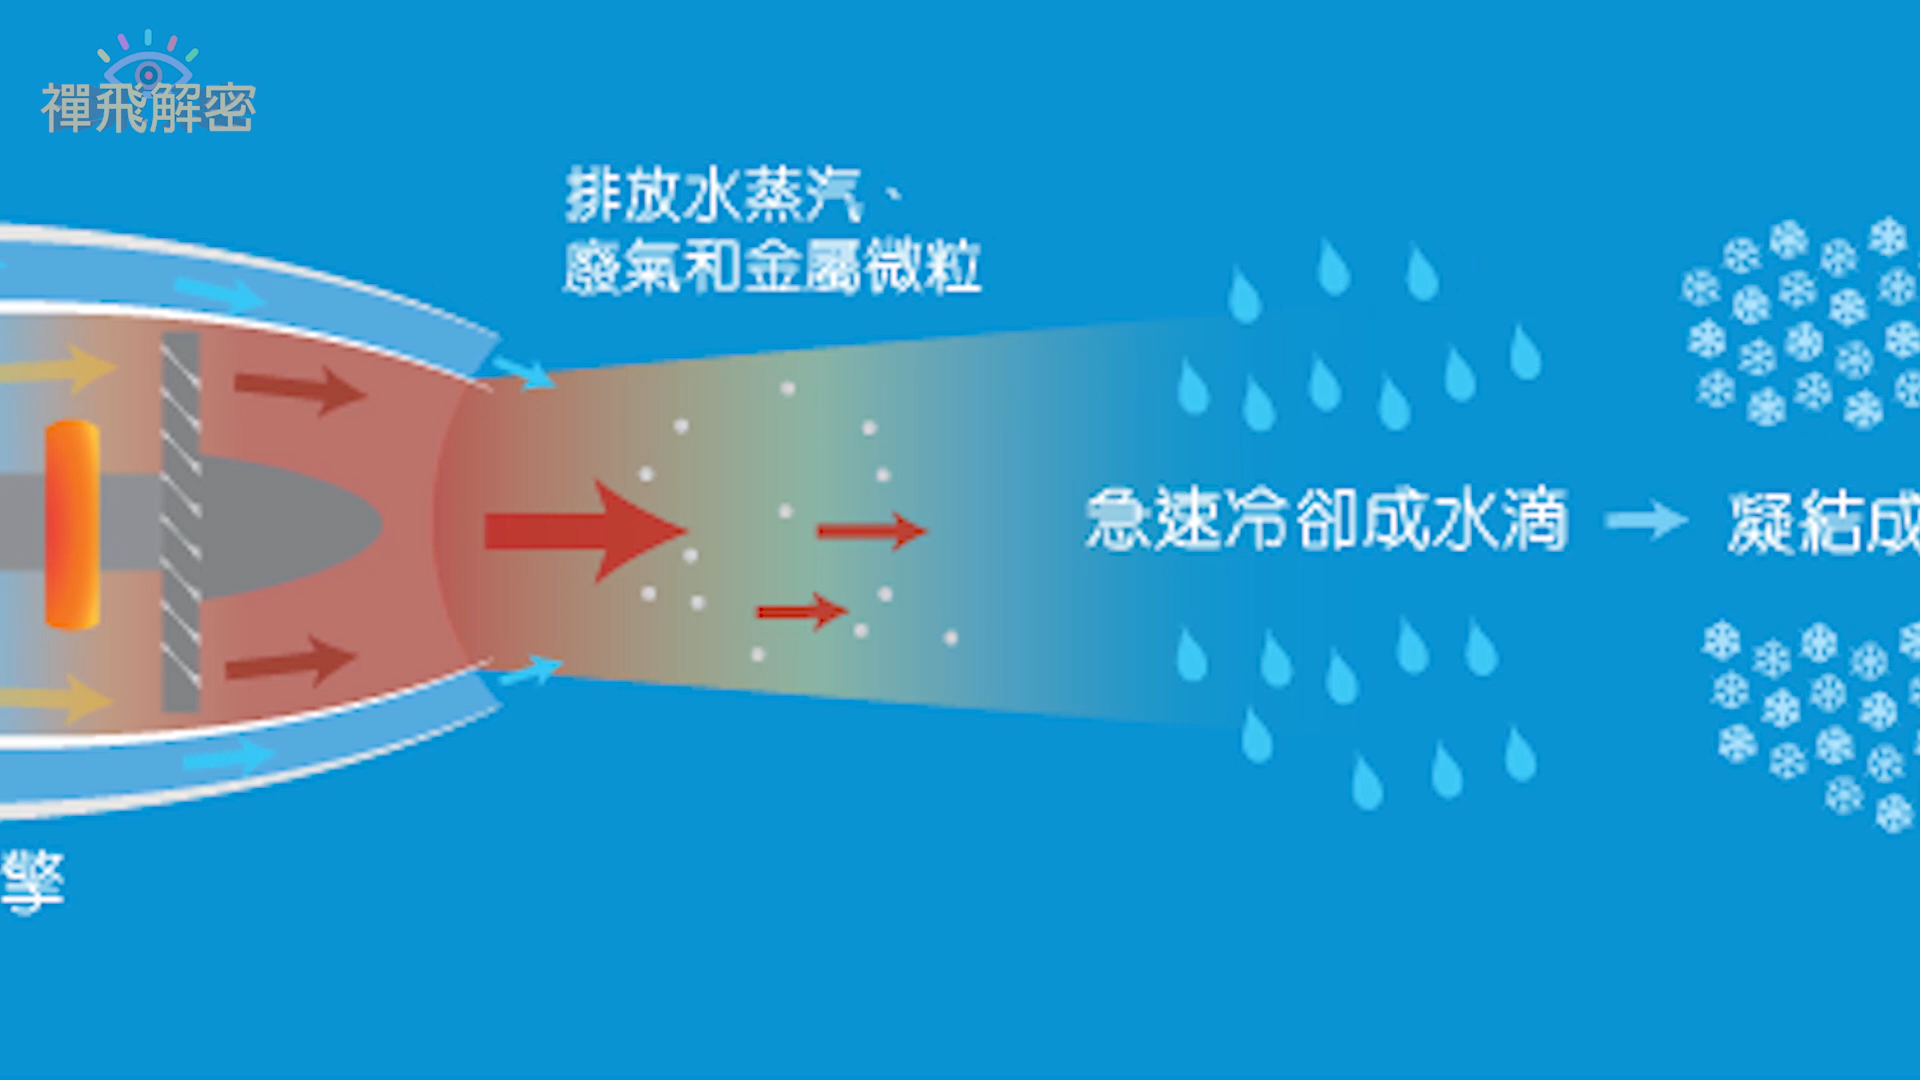 禪飛解密
排放水蒸汽、
廢氣和金屬微粒
急速冷卻成水滴
凝結成
擎